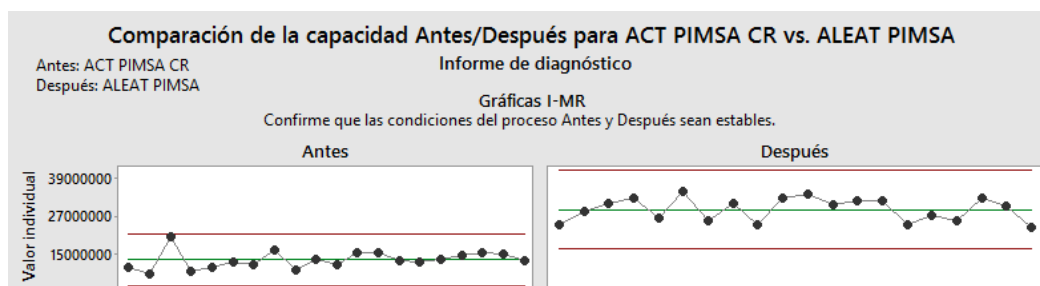 Comparación de la capacidad Antes/Después para ACT PIMSA CR vs. ALEAT PIMSA
Antes: ACT PIMSA CR
Después: ALEAT PIMSA
Informe de diagnóstico
Gráficas I-MR
Confirme que las condiciones del proceso Antes y Después sean estables.
Antes
Después
Valor individual
39000000
27000000
15000000